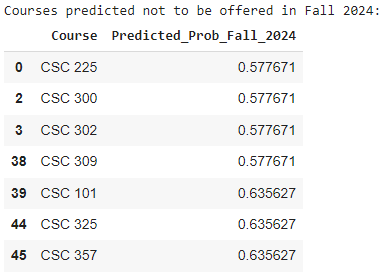 Courses predicted not to be offered in Fall 2024:
Course Predicted_Prob_Fall_2024
0 CSC 225 0.577671
2 CSC 300 0.577671
3 CSC 302 0.577671
38 CSC 309 0.577671
39 CSC 101 0.635627
44 CSC 325 0.635627
45 CSC 357 0.635627